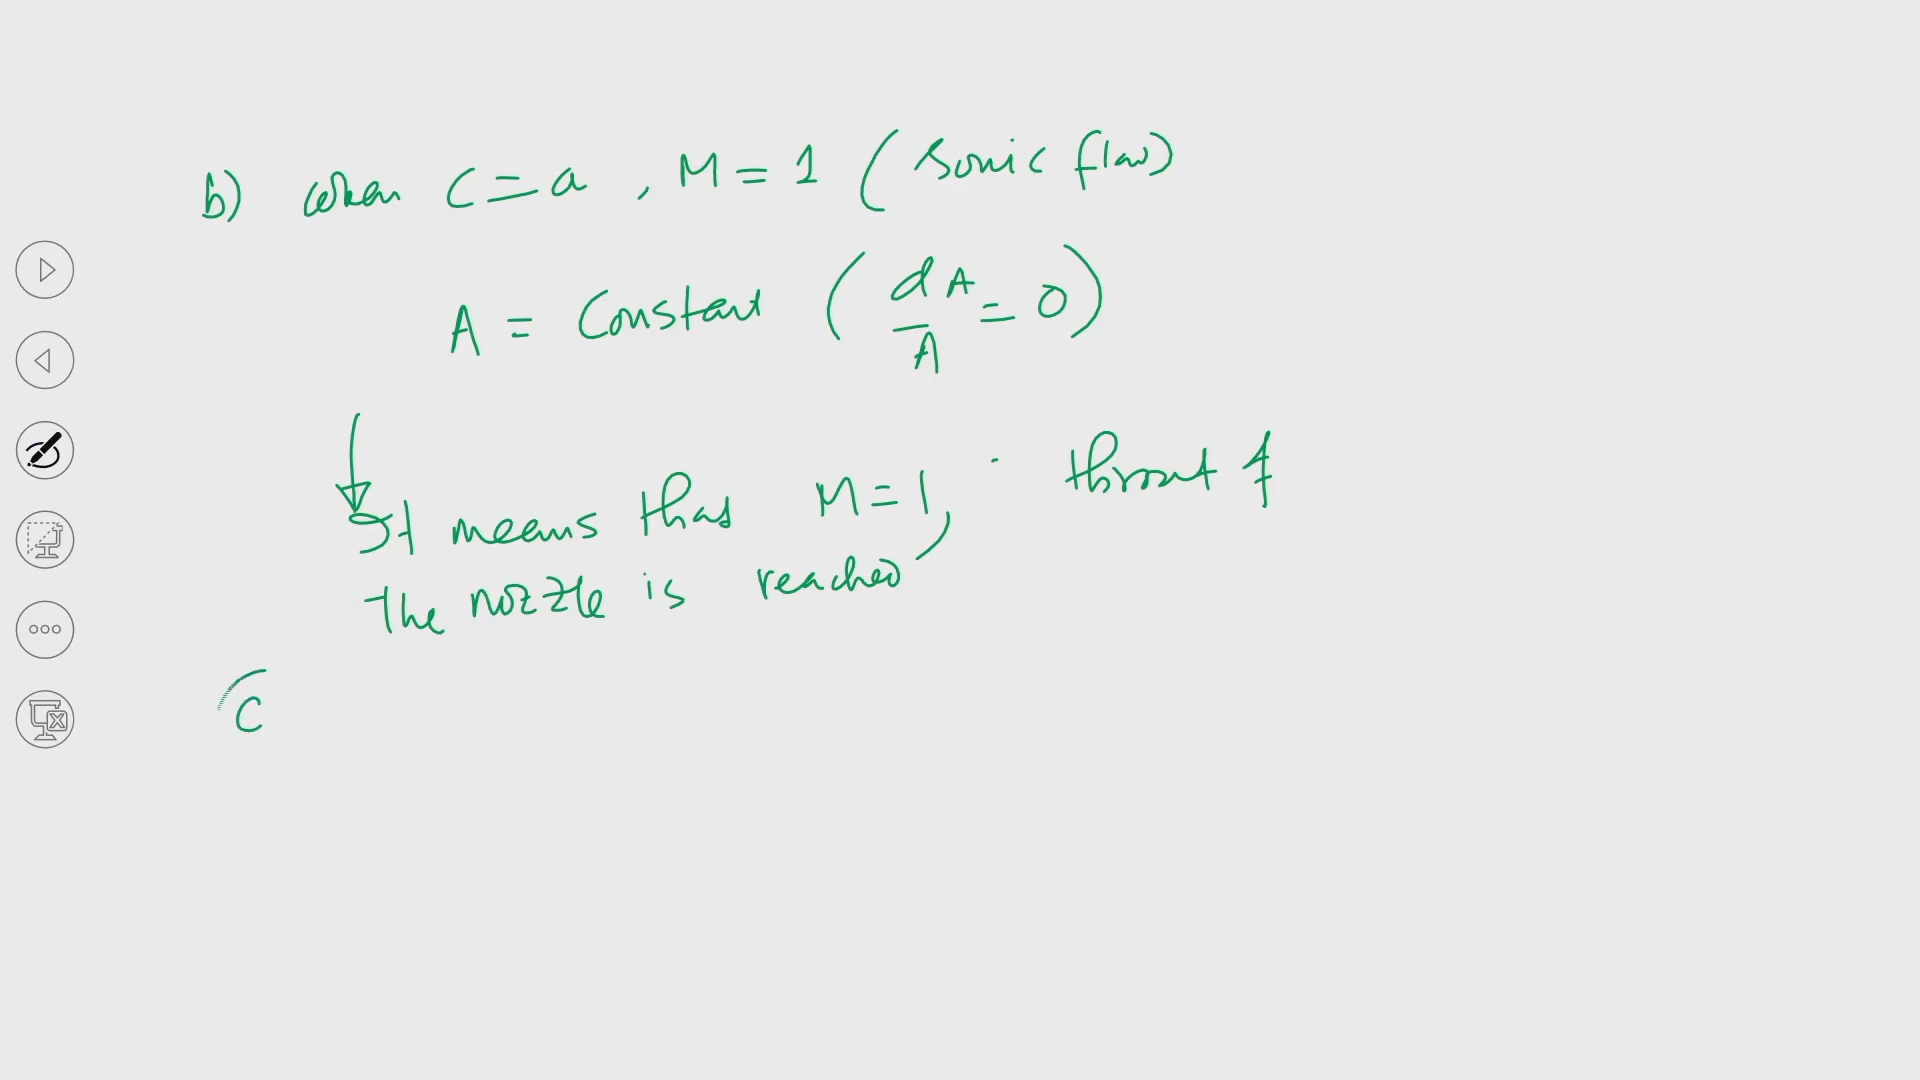 b) when C = a , M = 1 ( Sonic flow)
A = Constant ( dA/A = 0 )
It means that M = 1, throat of
the nozzle is reached
(c